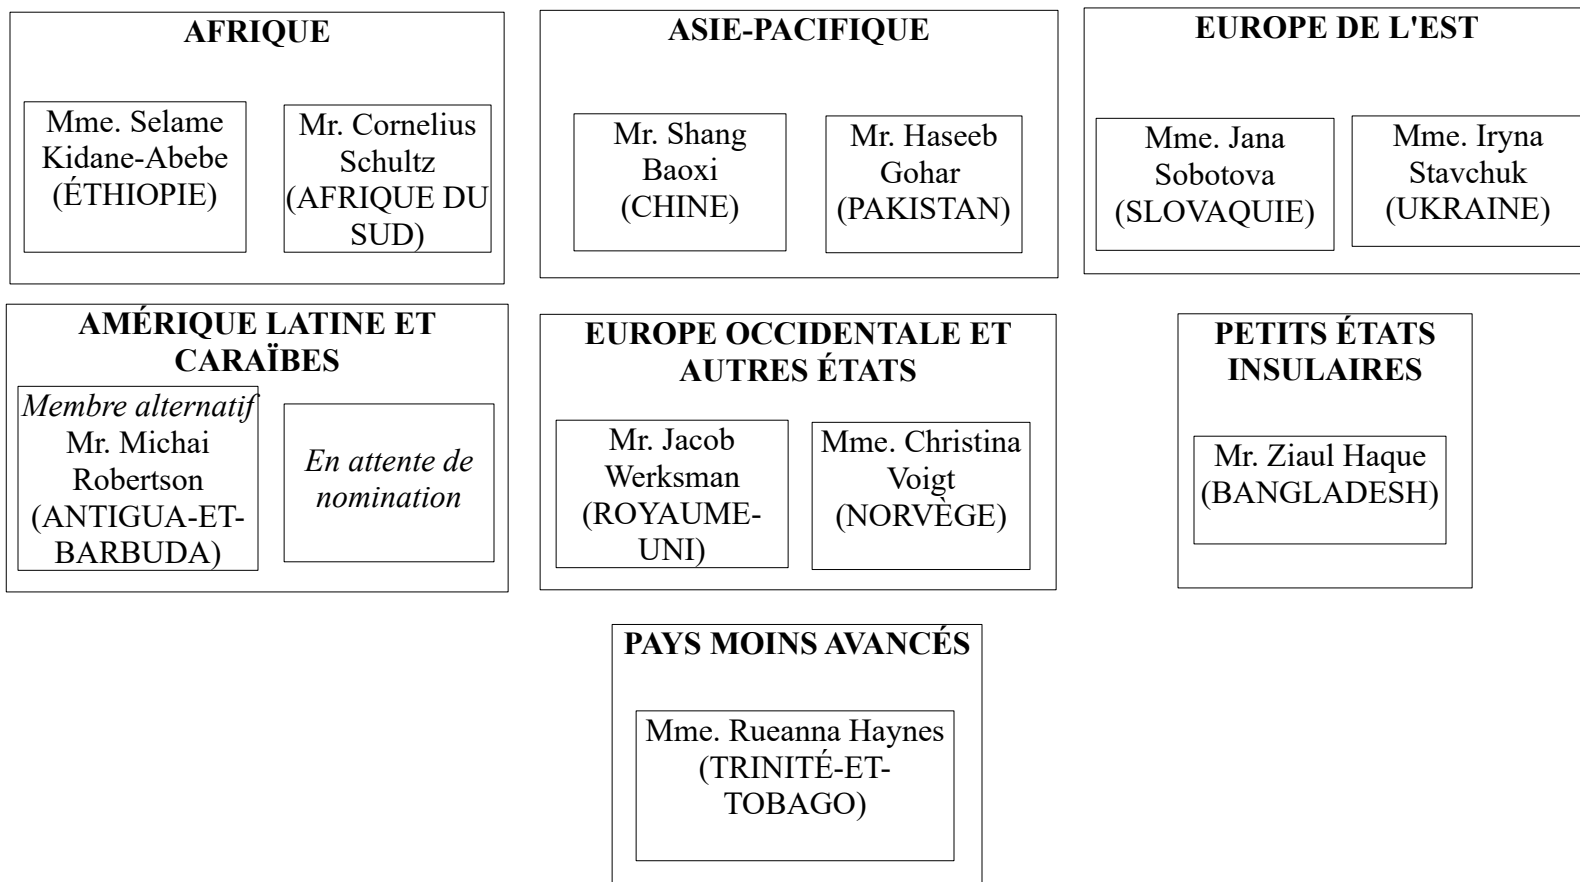 AFRIQUE
Mme. Selame
Kidane-Abebe
(ÉTHIOPIE)
Mr. Cornelius
Schultz
(AFRIQUE DU
SUD)
ASIE-PACIFIQUE
Mr. Shang
Baoxi
(CHINE)
Mr. Haseeb
Gohar
(PAKISTAN)
EUROPE DE L'EST
Mme. Jana
Sobotova
(SLOVAQUIE)
Mme. Iryna
Stavchuk
(UKRAINE)
AMÉRIQUE LATINE ET
CARAÏBES
Membre alternatif
Mr. Michai
Robertson
(ANTIGUA-ET-
BARBUDA)
En attente de
nomination
EUROPE OCCIDENTALE ET
AUTRES ÉTATS
Mr. Jacob
Werksman
(ROYAUME-
UNI)
Mme. Christina
Voigt
(NORVÈGE)
PETITS ÉTATS
INSULAIRES
Mr. Ziaul Haque
(BANGLADESH)
PAYS MOINS AVANCÉS
Mme. Rueanna Haynes
(TRINITÉ-ET-
TOBAGO)